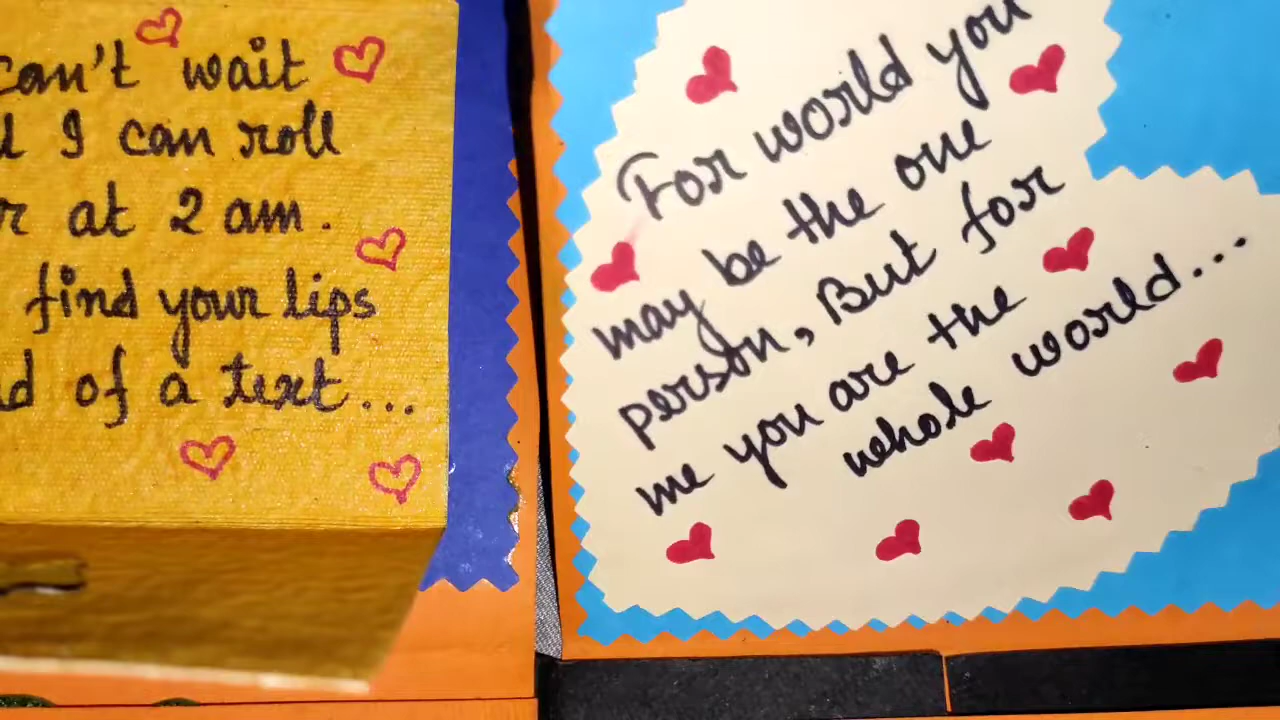 can't wait
I can roll
at 2 am.
find your lips
of a text...
For world you
may be the one
person, But for
me you are the
whole world...